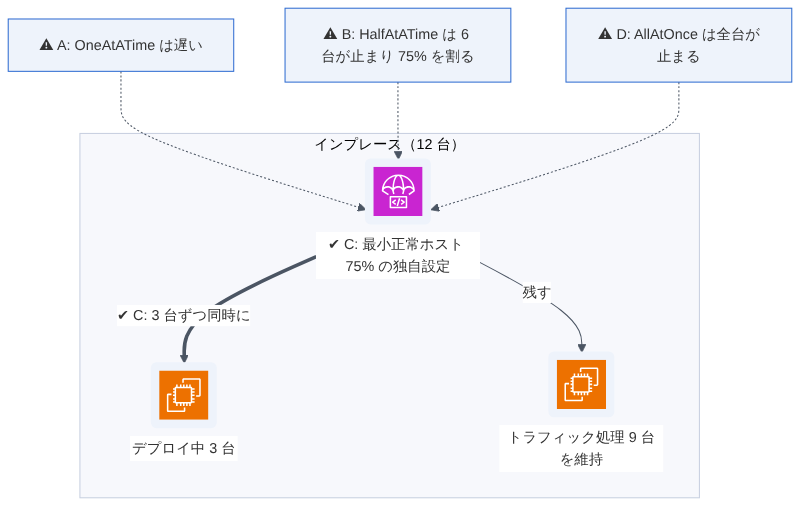 ⚠ A: OneAtATime は遅い
⚠ B: HalfAtATime は 6
台が止まり 75% を割る
⚠ D: AllAtOnce は全台が
止まる
インプレース（12 台）
✔ C: 最小正常ホスト
75% の独自設定
✔ C: 3 台ずつ同時に
残す
デプロイ中 3 台
トラフィック処理 9 台
を維持